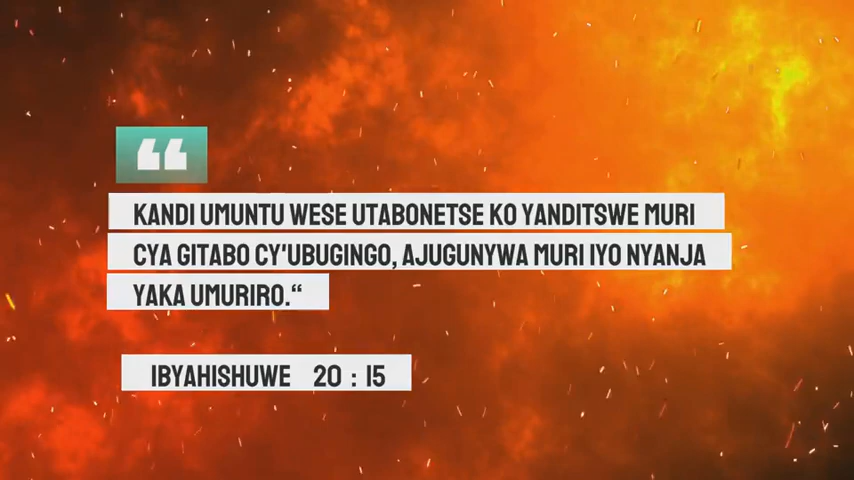 “
KANDI UMUNTU WESE UTABONETSE KO YANDITSWE MURI
CYA GITABO CY'UBUGINGO, AJUGUNYWA MURI IYO NYANJA
YAKA UMURIRO.“
IBYAHISHUWE 20 : 15